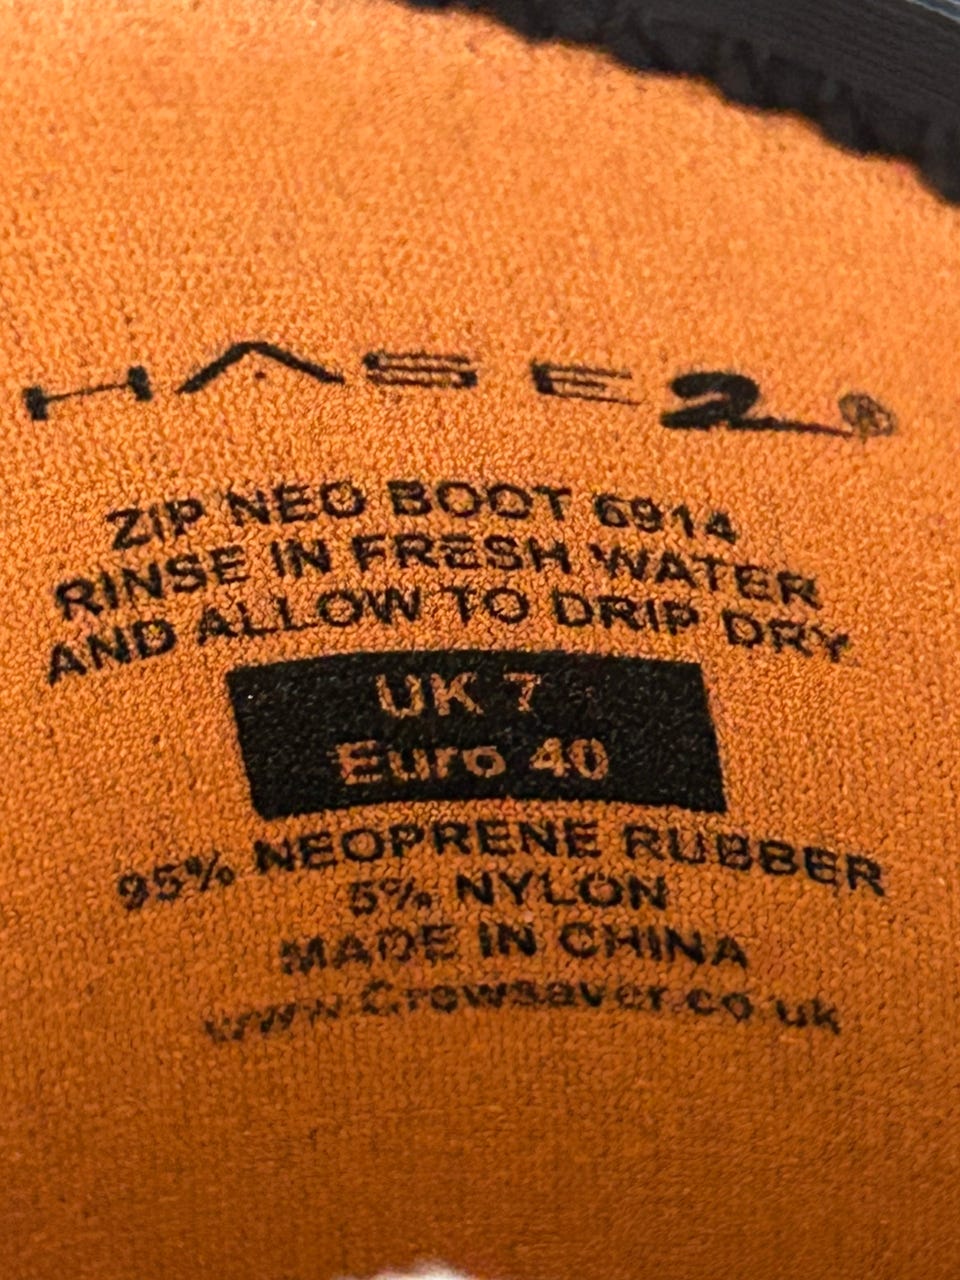 HASE2®
ZIP NEO BOOT 6914
RINSE IN FRESH WATER
AND ALLOW TO DRIP DRY
UK 7
Euro 40
95% NEOPRENE RUBBER
5% NYLON
MADE IN CHINA
www.Crewsaver.co.uk